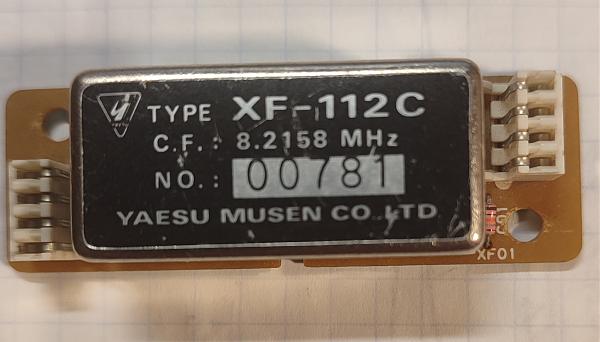 TYPE XF-112C
C.F.: 8.2158 MHz
NO.: 00781
YAESU MUSEN CO.,LTD
XF01